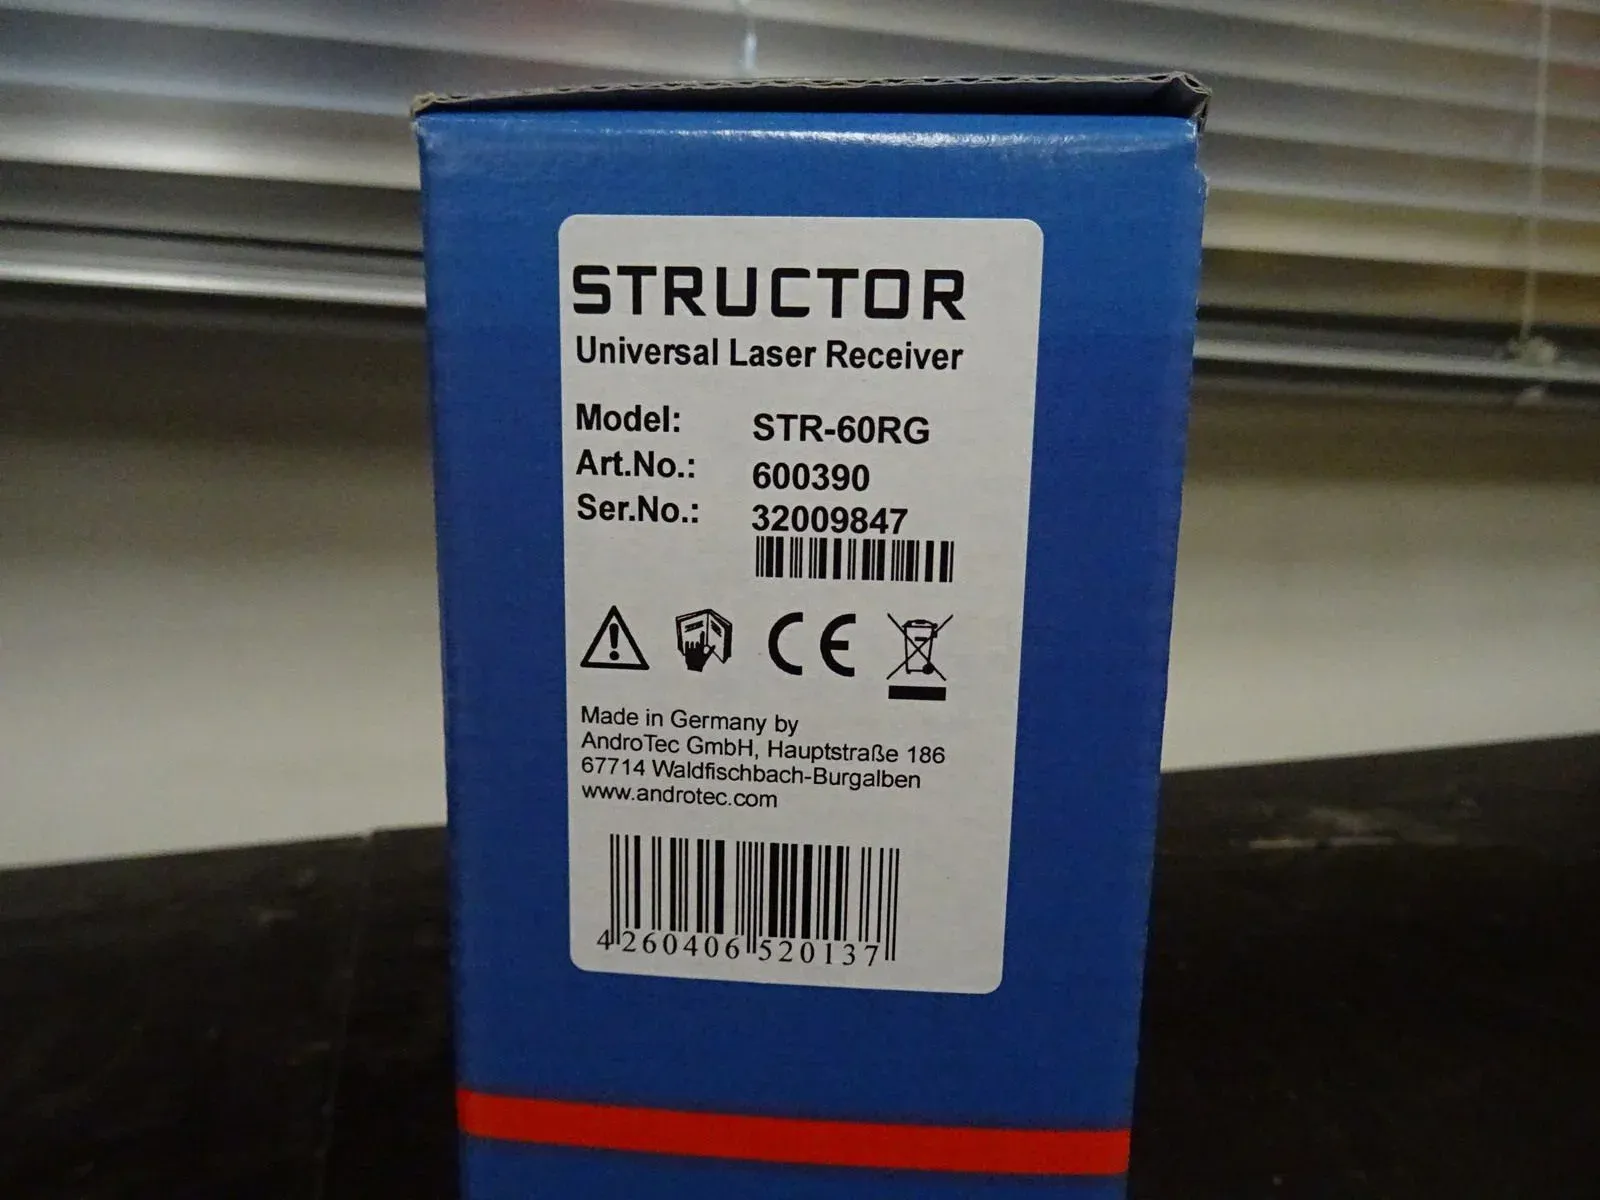 STRUCTOR
Universal Laser Receiver
Model: STR-60RG
Art.No.: 600390
Ser.No.: 32009847
CE
Made in Germany by
AndroTec GmbH, Hauptstraße 186
67714 Waldfischbach-Burgalben
www.androtec.com
4 260406 520137